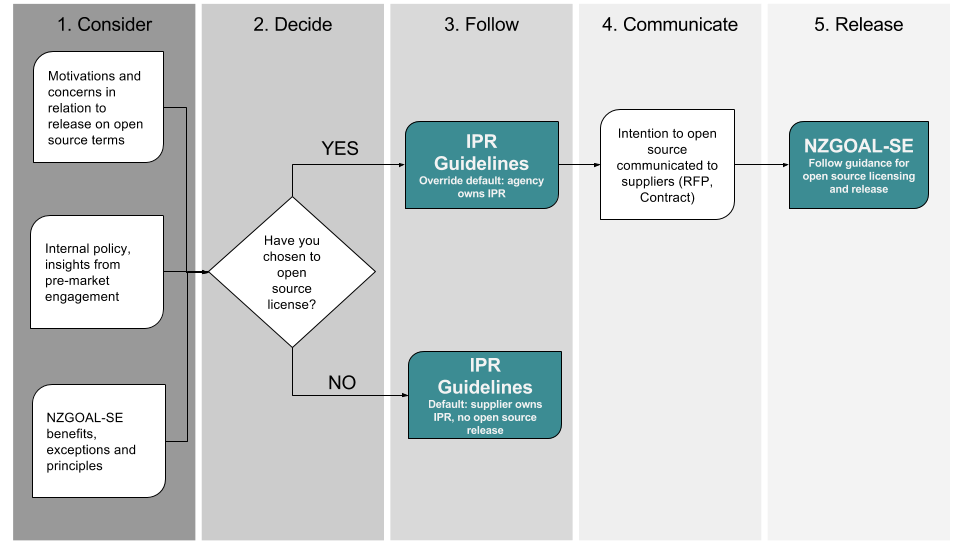 1. Consider
2. Decide
3. Follow
4. Communicate
5. Release
Motivations and
concerns in
relation to
release on open
source terms
Internal policy,
insights from
pre-market
engagement
NZGOAL-SE
benefits,
exceptions and
principles
Have you
chosen to
open
source
license?
YES
NO
IPR
Guidelines
Override default: agency
owns IPR
IPR
Guidelines
Default: supplier owns
IPR, no open source
release
Intention to open
source
communicated to
suppliers (RFP,
Contract)
NZGOAL-SE
Follow guidance for
open source licensing
and release